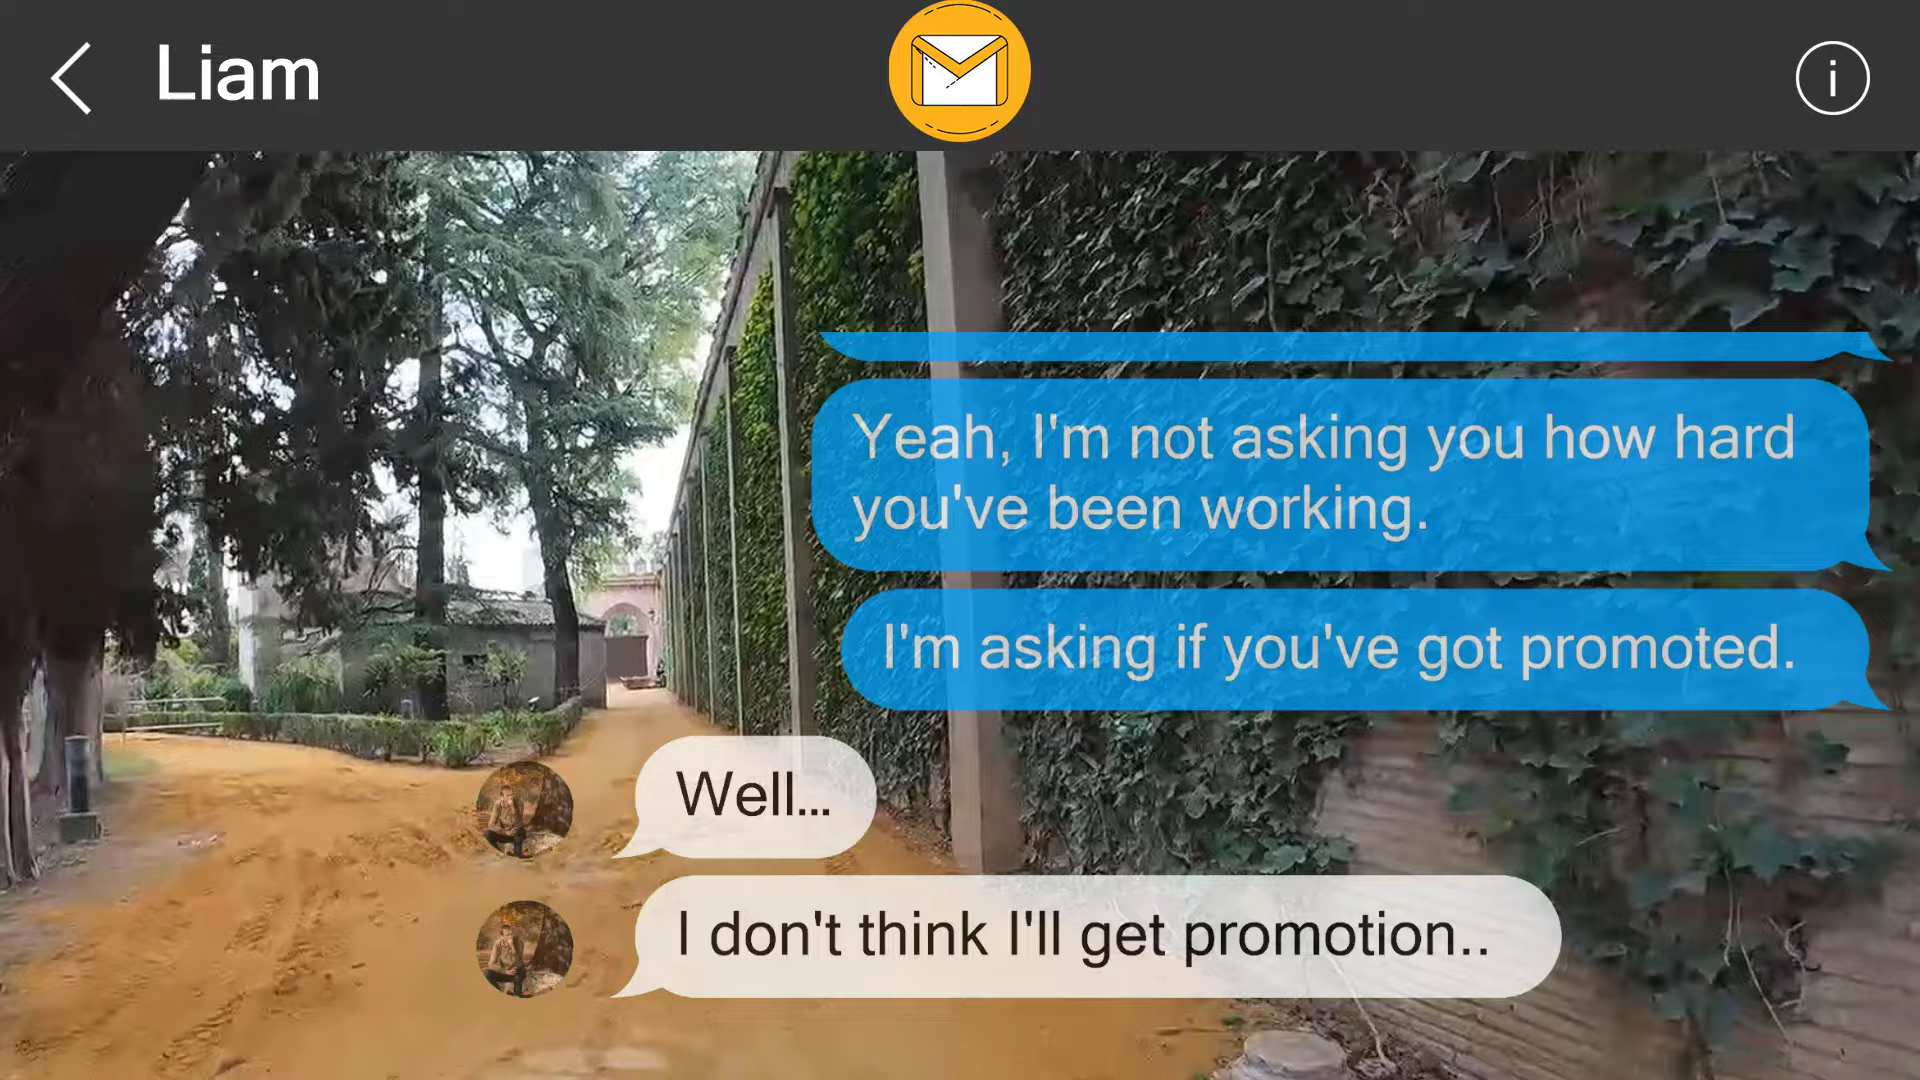 Liam
Yeah, I'm not asking you how hard
you've been working.
I'm asking if you've got promoted.
Well...
I don't think I'll get promotion..